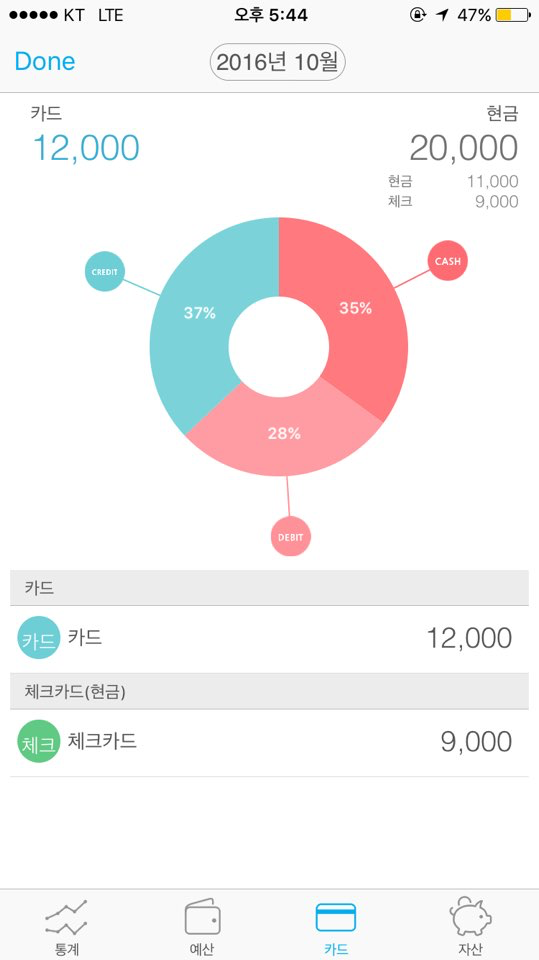 KT LTE 오후 5:44 47%
Done 2016년 10월
카드 현금
12,000 20,000
현금 11,000
체크 9,000
CREDIT CASH
37% 35%
28%
DEBIT
카드
카드 카드 12,000
체크카드(현금)
체크 체크카드 9,000
통계 예산 카드 자산